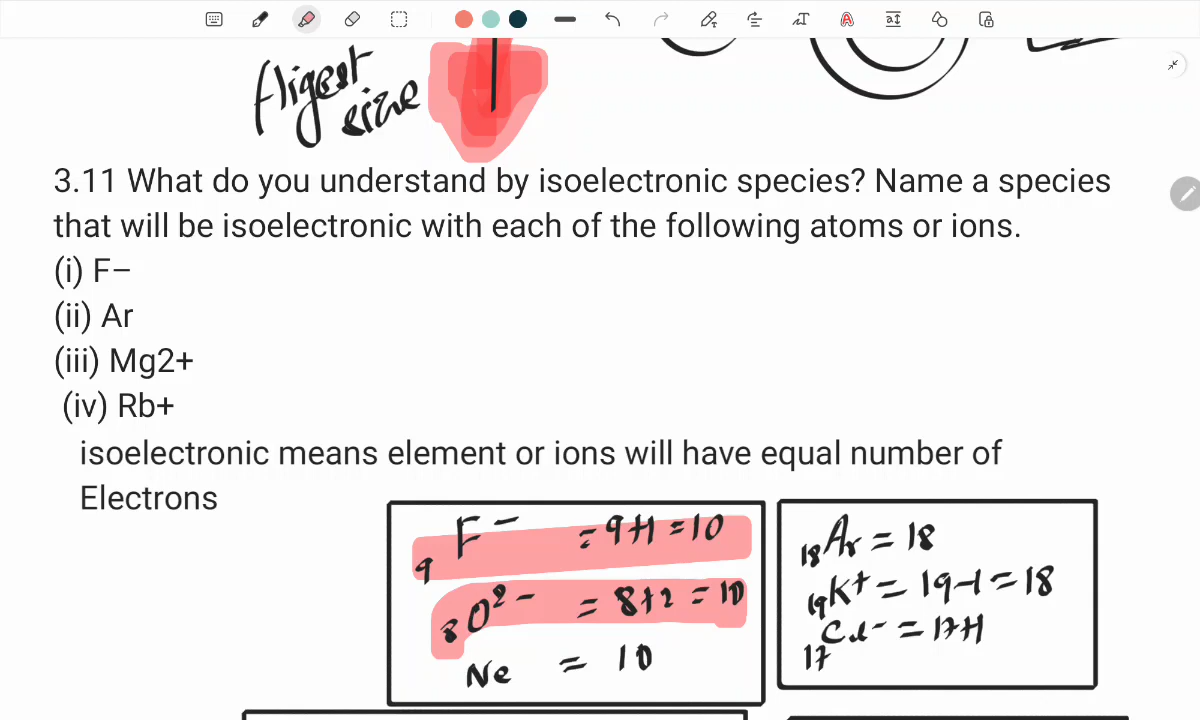 fligest
size
3.11 What do you understand by isoelectronic species? Name a species
that will be isoelectronic with each of the following atoms or ions.
(i) F−
(ii) Ar
(iii) Mg2+
(iv) Rb+
isoelectronic means element or ions will have equal number of
Electrons
9F− = 9+1 = 10
8O2− = 8+2 = 10
Ne = 10
18Ar = 18
19K+ = 19-1 = 18
17Cl− = 17+1